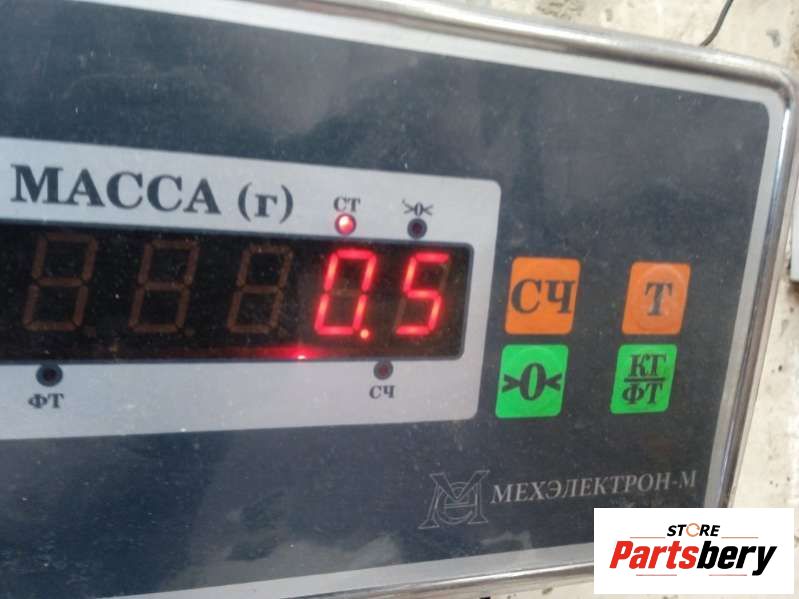 МАССА (г)
СТ >0<
0.5
СЧ Т
>0< КГ
ФТ
ФТ СЧ
МЕХЭЛЕКТРОН-М
STORE
Partsbery